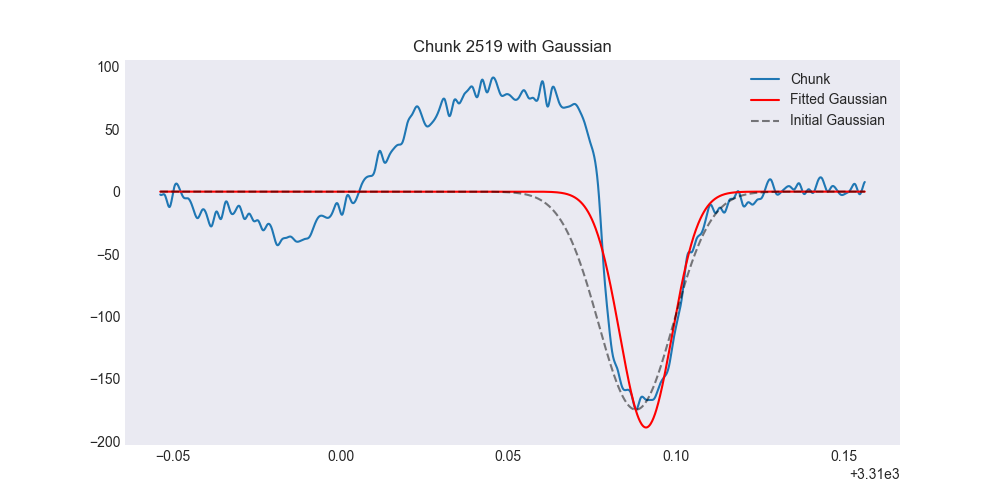 Chunk 2519 with Gaussian
100
50
0
−50
−100
−150
−200
Chunk
Fitted Gaussian
Initial Gaussian
−0.05 0.00 0.05 0.10 0.15
+3.31e3